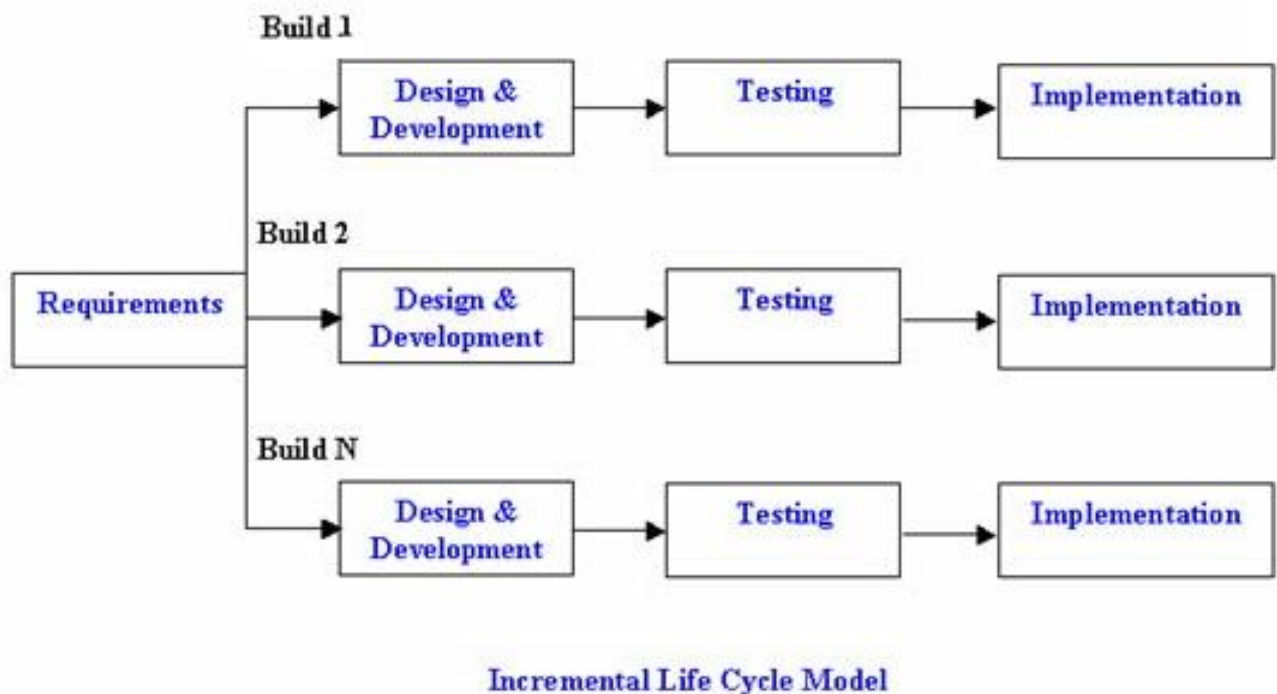 Build 1
Design &
Development
Testing
Implementation
Build 2
Requirements
Design &
Development
Testing
Implementation
Build N
Design &
Development
Testing
Implementation
Incremental Life Cycle Model